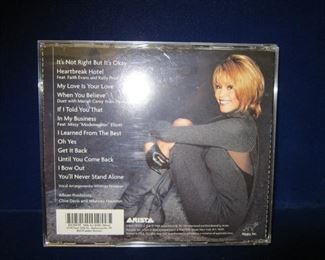 It's Not Right But It's Okay
Heartbreak Hotel
Feat. Faith Evans and Kelly Price
My Love Is Your Love
When You Believe
Duet with Mariah Carey
If I Told You That
In My Business
Feat. Missy "Misdemeanor" Elliott
I Learned From The Best
Oh Yes
Get It Back
Until You Come Back
I Bow Out
You'll Never Stand Alone
Vocal Arrangements: Whitney Houston
Album Producers:
Clive Davis and Whitney Houston
ARISTA